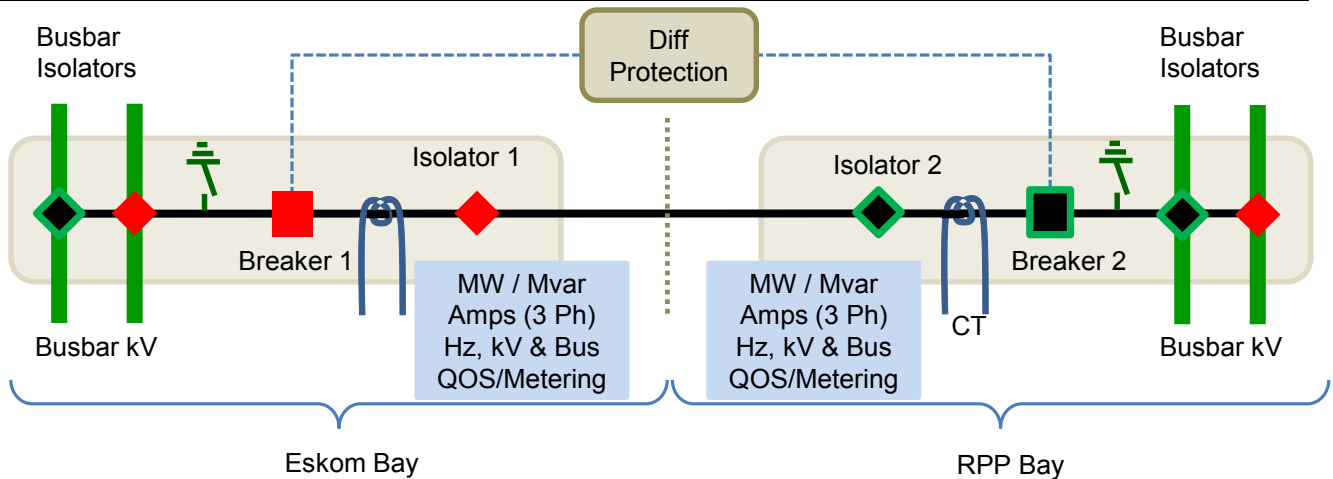 Busbar
Isolators
Diff
Protection
Busbar
Isolators
Isolator 1
Isolator 2
Breaker 1
Breaker 2
MW / Mvar
Amps (3 Ph)
Hz, kV & Bus
QOS/Metering
MW / Mvar
Amps (3 Ph)
Hz, kV & Bus
QOS/Metering
CT
Busbar kV
Busbar kV
Eskom Bay
RPP Bay